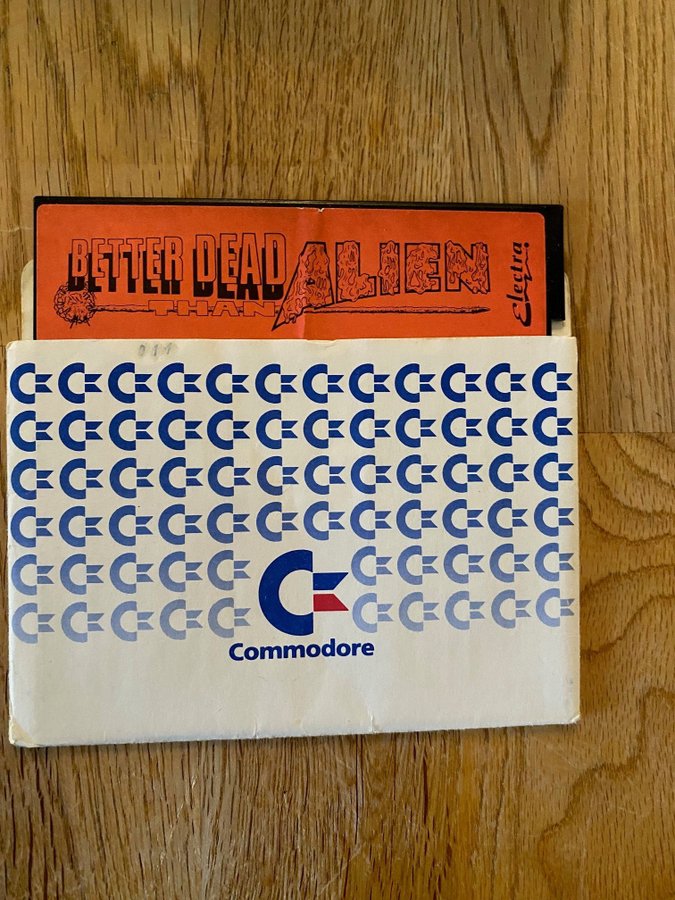 BETTER DEAD
THAN ALIEN
Electra
Commodore